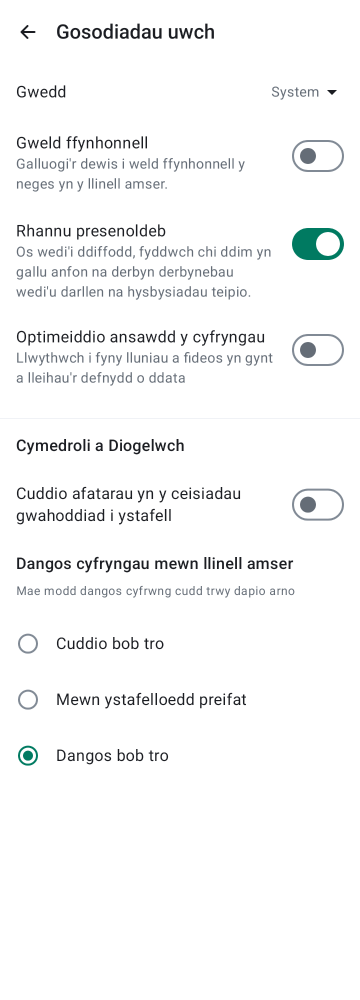 Gosodiadau uwch
Gwedd
System
Gweld ffynhonnell
Galluogi'r dewis i weld ffynhonnell y
neges yn y llinell amser.
Rhannu presenoldeb
Os wedi'i ddiffodd, fyddwch chi ddim yn
gallu anfon na derbyn derbynebau
wedi'u darllen na hysbysiadau teipio.
Optimeiddio ansawdd y cyfryngau
Llwythwch i fyny lluniau a fideos yn gynt
a lleihau'r defnydd o ddata
Cymedroli a Diogelwch
Cuddio afatarau yn y ceisiadau
gwahoddiad i ystafell
Dangos cyfryngau mewn llinell amser
Mae modd dangos cyfrwng cudd trwy dapio arno
Cuddio bob tro
Mewn ystafelloedd preifat
Dangos bob tro